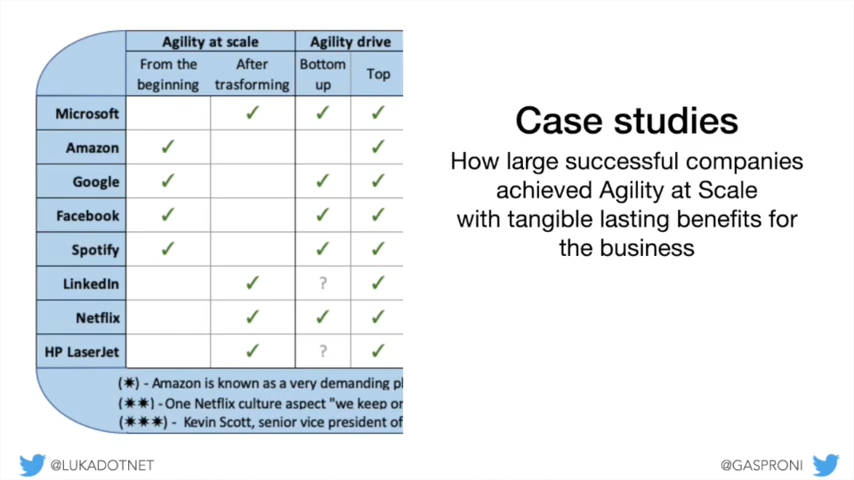 Agility at scale Agility drive
From the beginning After trasforming Bottom up Top
Microsoft ✓ ✓ ✓
Amazon ✓ ✓
Google ✓ ✓ ✓
Facebook ✓ ✓ ✓
Spotify ✓ ✓ ✓
LinkedIn ✓ ? ✓
Netflix ✓ ✓ ✓
HP LaserJet ✓ ? ✓
(✷) - Amazon is known as a very demanding
(✷✷) - One Netflix culture aspect "we keep
(✷✷✷) - Kevin Scott, senior vice president of
Case studies
How large successful companies
achieved Agility at Scale
with tangible lasting benefits for
the business
@LUKADOTNET
@GASPRONI